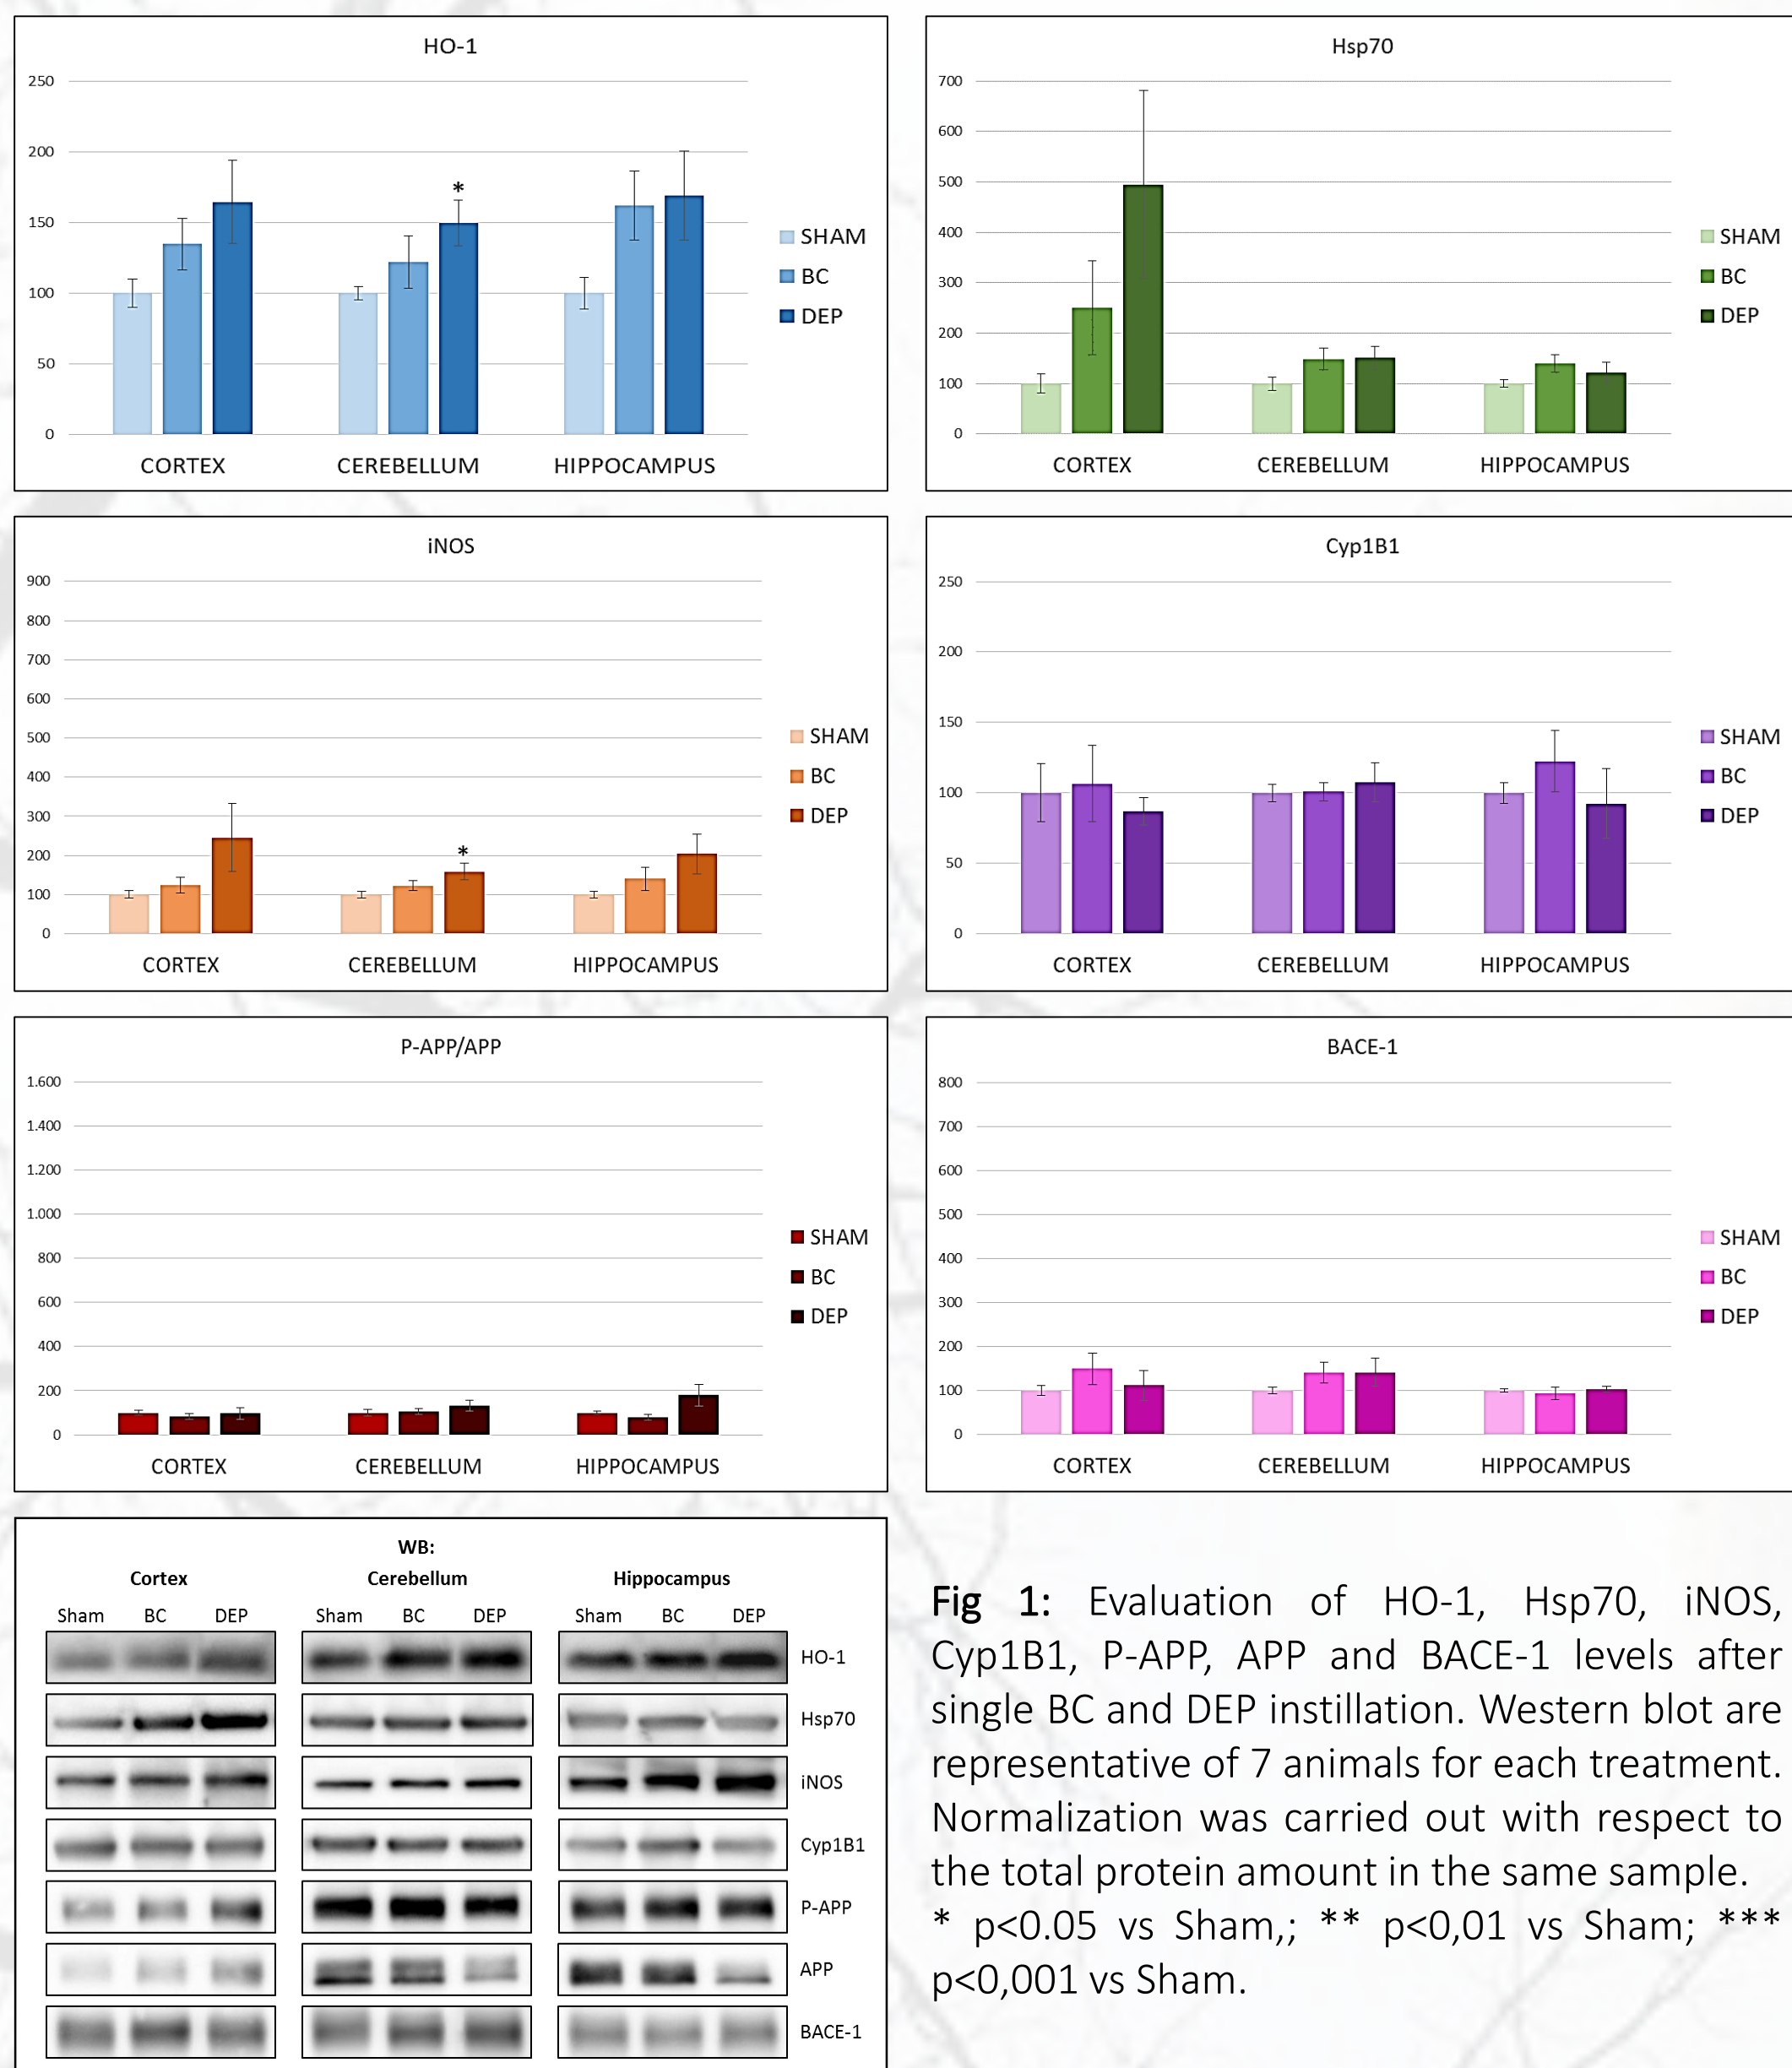 HO-1
250
200
150
100
50
0
*
CORTEX
CEREBELLUM
HIPPOCAMPUS
SHAM
BC
DEP
Hsp70
700
600
500
400
300
200
100
0
CORTEX
CEREBELLUM
HIPPOCAMPUS
SHAM
BC
DEP
iNOS
900
800
700
600
500
400
300
200
100
0
*
CORTEX
CEREBELLUM
HIPPOCAMPUS
SHAM
BC
DEP
Cyp1B1
250
200
150
100
50
0
CORTEX
CEREBELLUM
HIPPOCAMPUS
SHAM
BC
DEP
P-APP/APP
1.600
1.400
1.200
1.000
800
600
400
200
0
CORTEX
CEREBELLUM
HIPPOCAMPUS
SHAM
BC
DEP
BACE-1
800
700
600
500
400
300
200
100
0
CORTEX
CEREBELLUM
HIPPOCAMPUS
SHAM
BC
DEP
WB:
Cortex Cerebellum Hippocampus
Sham BC DEP Sham BC DEP Sham BC DEP
HO-1
Hsp70
iNOS
Cyp1B1
P-APP
APP
BACE-1
Fig 1: Evaluation of HO-1, Hsp70, iNOS,
Cyp1B1, P-APP, APP and BACE-1 levels after
single BC and DEP instillation. Western blot are
representative of 7 animals for each treatment.
Normalization was carried out with respect to
the total protein amount in the same sample.
* p<0.05 vs Sham,; ** p<0,01 vs Sham; ***
p<0,001 vs Sham.